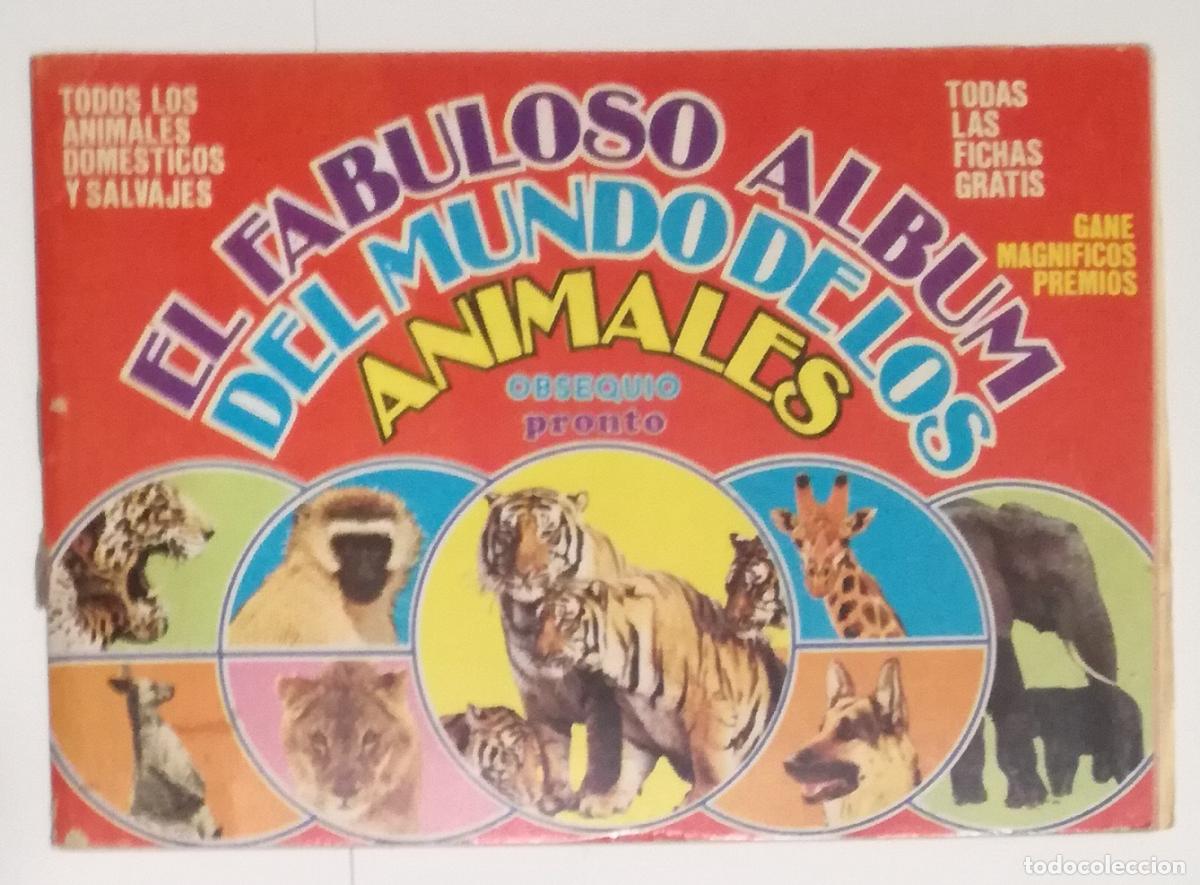 TODOS LOS
ANIMALES
DOMESTICOS
Y SALVAJES
TODAS
LAS
FICHAS
GRATIS
GANE
MAGNIFICOS
PREMIOS
EL FABULOSO ALBUM
DEL MUNDO DE LOS
ANIMALES
OBSEQUIO
pronto
todocoleccion